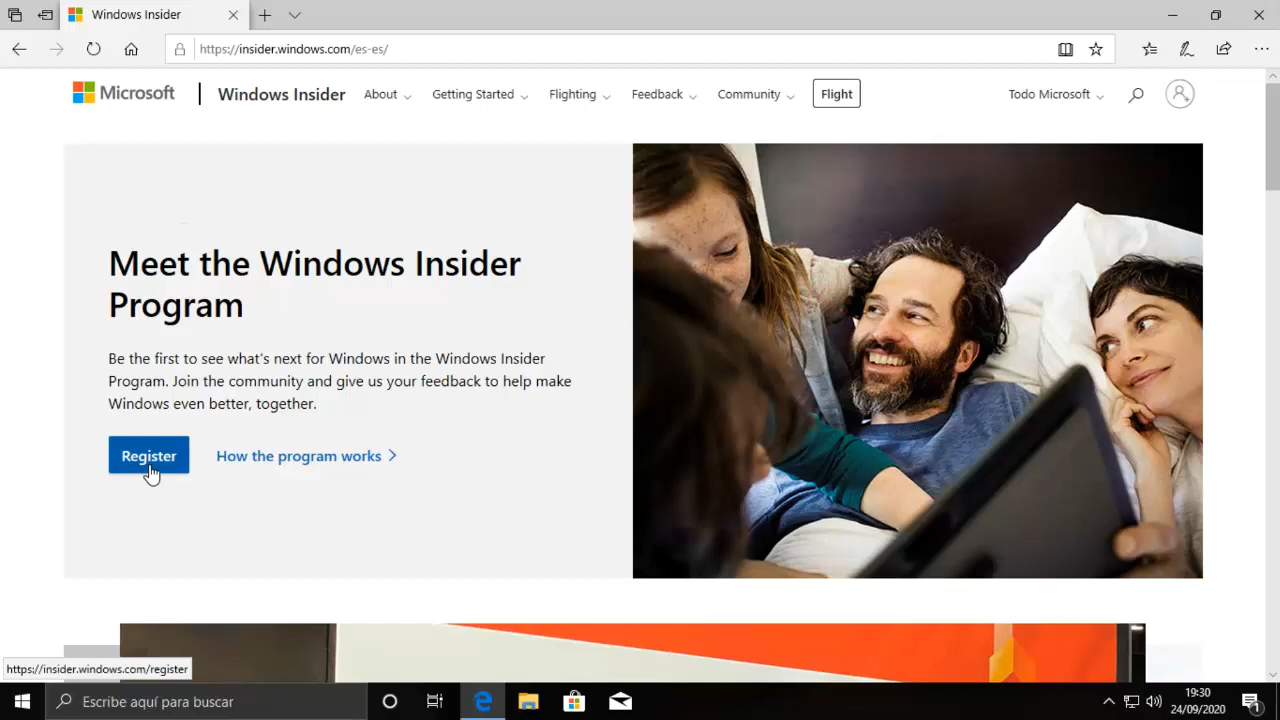 Windows Insider
https://insider.windows.com/es-es/
Microsoft
Windows Insider
About
Getting Started
Flighting
Feedback
Community
Flight
Todo Microsoft
Meet the Windows Insider
Program
Be the first to see what's next for Windows in the Windows Insider
Program. Join the community and give us your feedback to help make
Windows even better, together.
Register
How the program works
https://insider.windows.com/register
Escribe aquí para buscar
19:30
24/09/2020
1